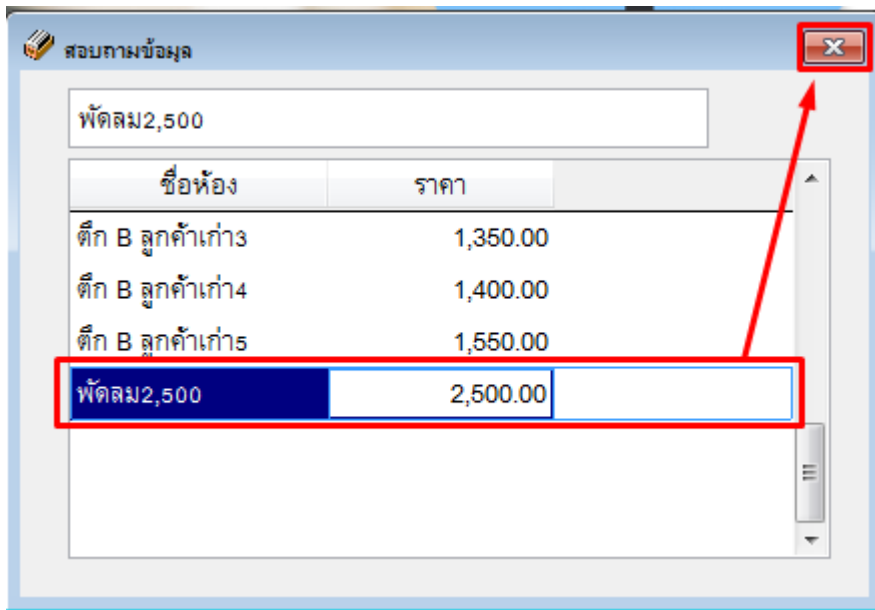 สอบถามข้อมูล
พัดลม2,500
ชื่อห้อง ราคา
ตึก B ลูกค้าเก่า3 1,350.00
ตึก B ลูกค้าเก่า4 1,400.00
ตึก B ลูกค้าเก่า5 1,550.00
พัดลม2,500 2,500.00